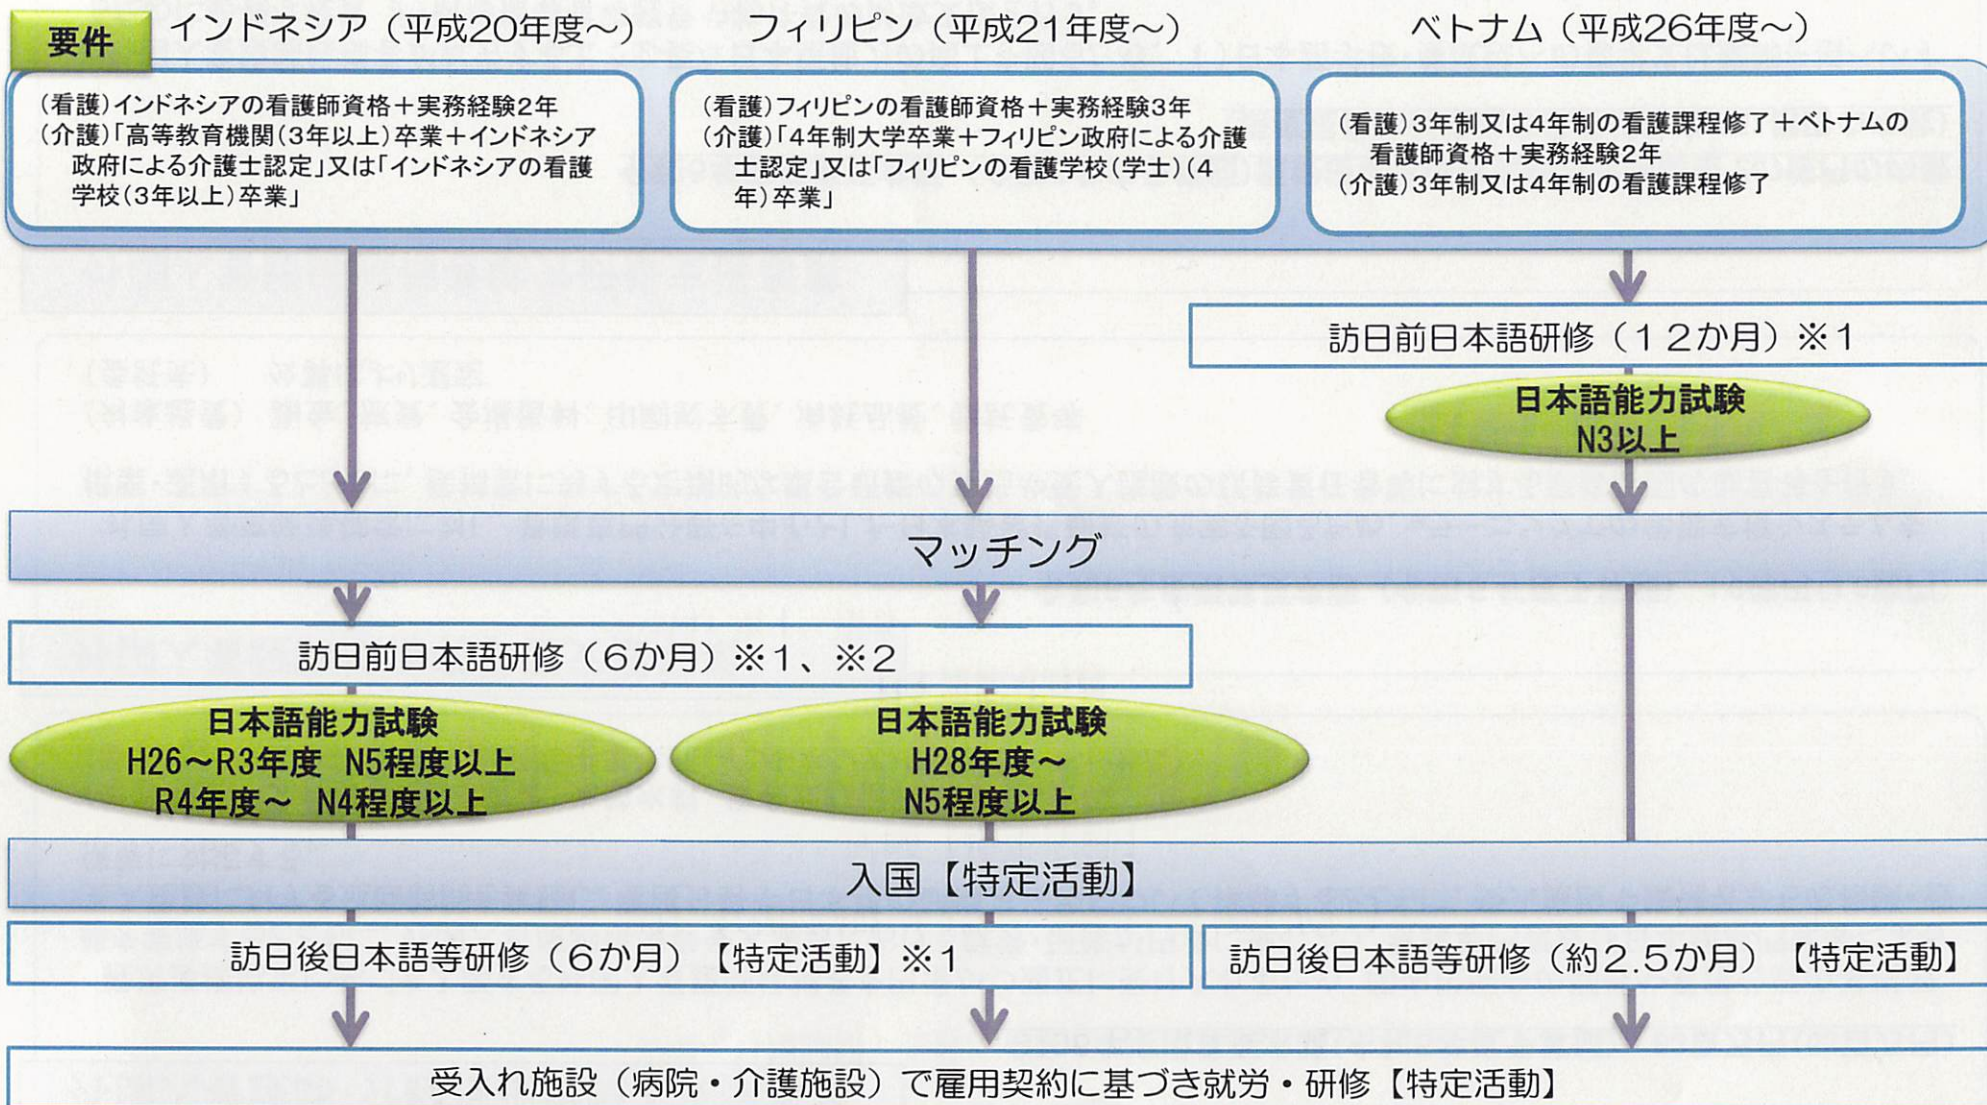 要件
インドネシア（平成20年度～）
フィリピン（平成21年度～）
ベトナム（平成26年度～）
（看護）インドネシアの看護師資格＋実務経験2年
（介護）「高等教育機関（3年以上）卒業＋インドネシア
政府による介護士認定」又は「インドネシアの看護
学校（3年以上）卒業」
（看護）フィリピンの看護師資格＋実務経験3年
（介護）「4年制大学卒業＋フィリピン政府による介護
士認定」又は「フィリピンの看護学校（学士）（4
年）卒業」
（看護）3年制又は4年制の看護課程修了＋ベトナムの
看護師資格＋実務経験2年
（介護）3年制又は4年制の看護課程修了
訪日前日本語研修（１２か月）※１
日本語能力試験
N3以上
マッチング
訪日前日本語研修（６か月）※１、※２
日本語能力試験
H26～R3年度 N5程度以上
R4年度～ N4程度以上
日本語能力試験
H28年度～
N5程度以上
入国【特定活動】
訪日後日本語等研修（６か月）【特定活動】※１
訪日後日本語等研修（約２.５か月）【特定活動】
受入れ施設（病院・介護施設）で雇用契約に基づき就労・研修【特定活動】